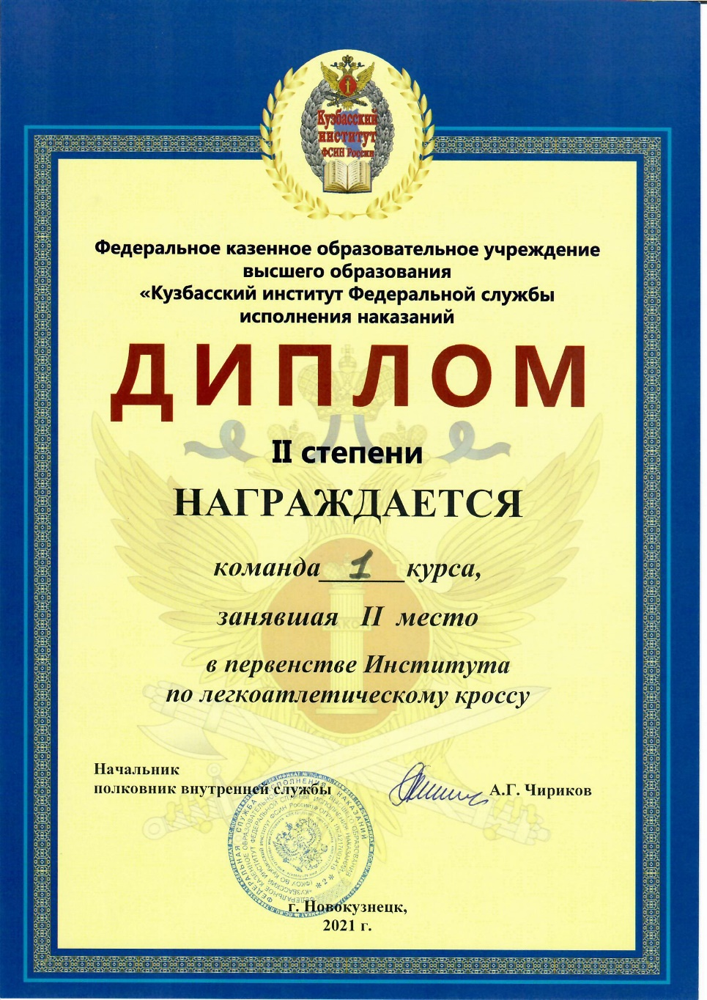 Кузбасский
институт
ФСИН России
Федеральное казенное образовательное учреждение
высшего образования
«Кузбасский институт Федеральной службы
исполнения наказаний
ДИПЛОМ
II степени
НАГРАЖДАЕТСЯ
команда 1 курса,
занявшая II место
в первенстве Института
по легкоатлетическому кроссу
Начальник
полковник внутренней службы А.Г. Чириков
г. Новокузнецк,
2021 г.